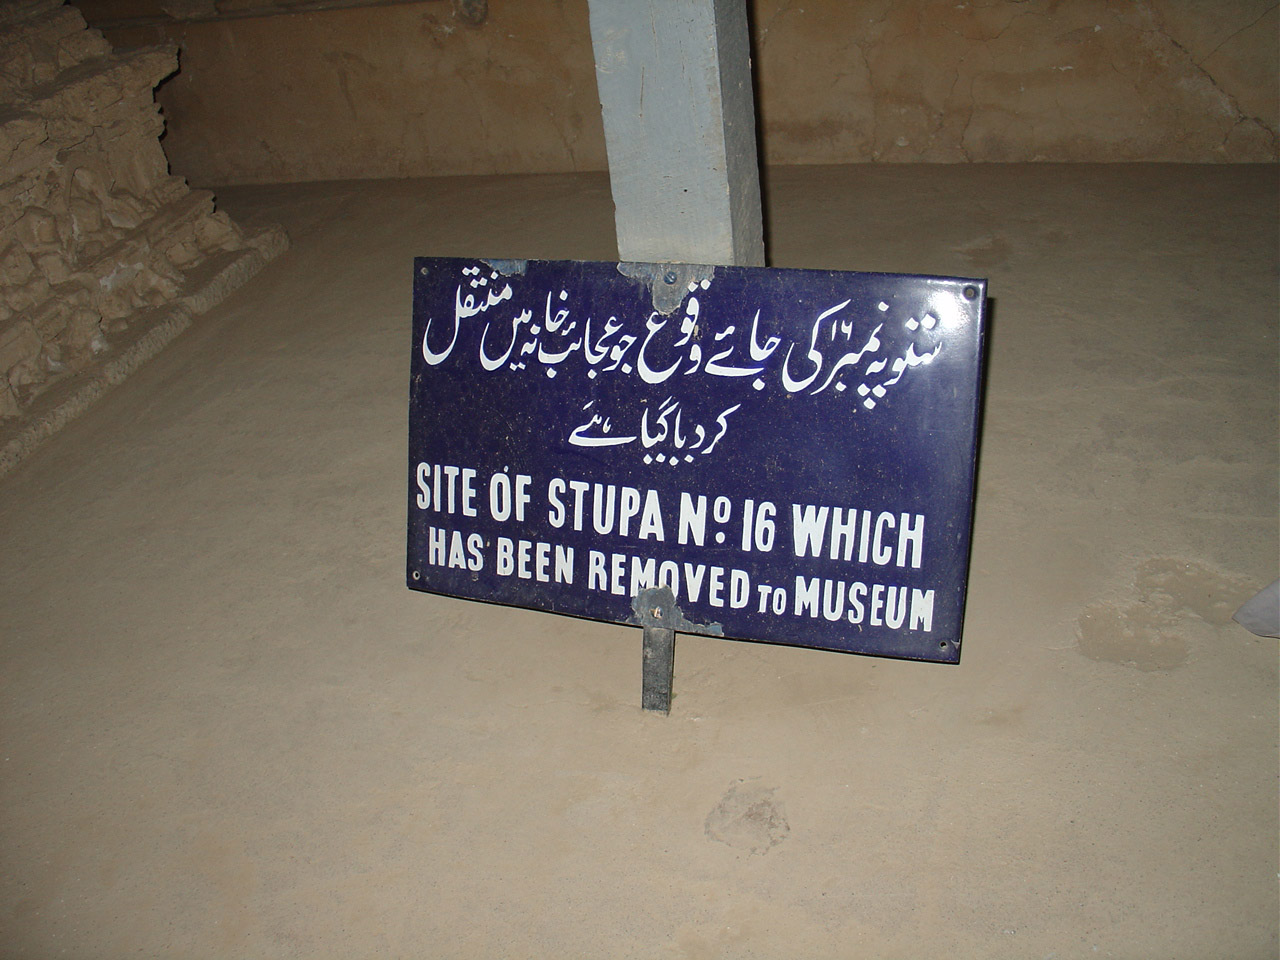 ستوپہ نمبر ۱۶ کی جائے وقوع جو عجائب خانہ میں منتقل
کر دیا گیا ہئے
SITE OF STUPA Nº 16 WHICH
HAS BEEN REMOVED TO MUSEUM